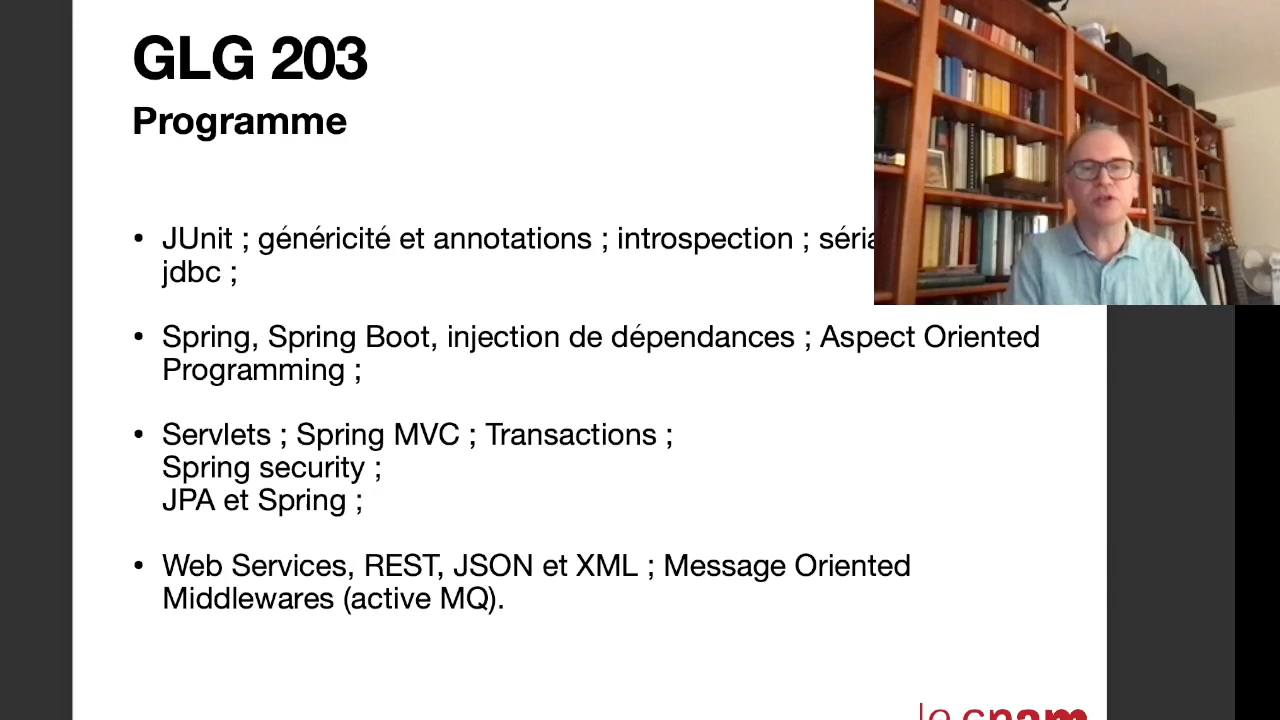 GLG 203
Programme
• JUnit ; généricité et annotations ; introspection ;
jdbc ;
• Spring, Spring Boot, injection de dépendances ; Aspect Oriented
Programming ;
• Servlets ; Spring MVC ; Transactions ;
Spring security ;
JPA et Spring ;
• Web Services, REST, JSON et XML ; Message Oriented
Middlewares (active MQ).
le cnam